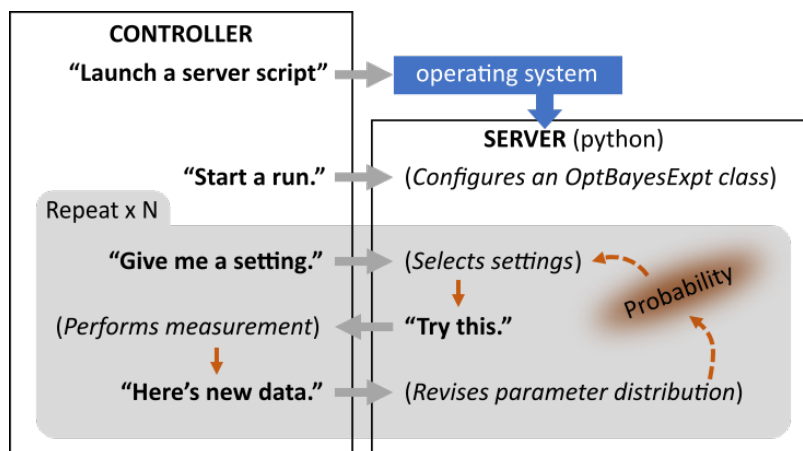 CONTROLLER
“Launch a server script”
operating system
SERVER (python)
“Start a run.”
(Configures an OptBayesExpt class)
Repeat x N
“Give me a setting.”
(Selects settings)
Probability
(Performs measurement)
“Try this.”
“Here’s new data.”
(Revises parameter distribution)